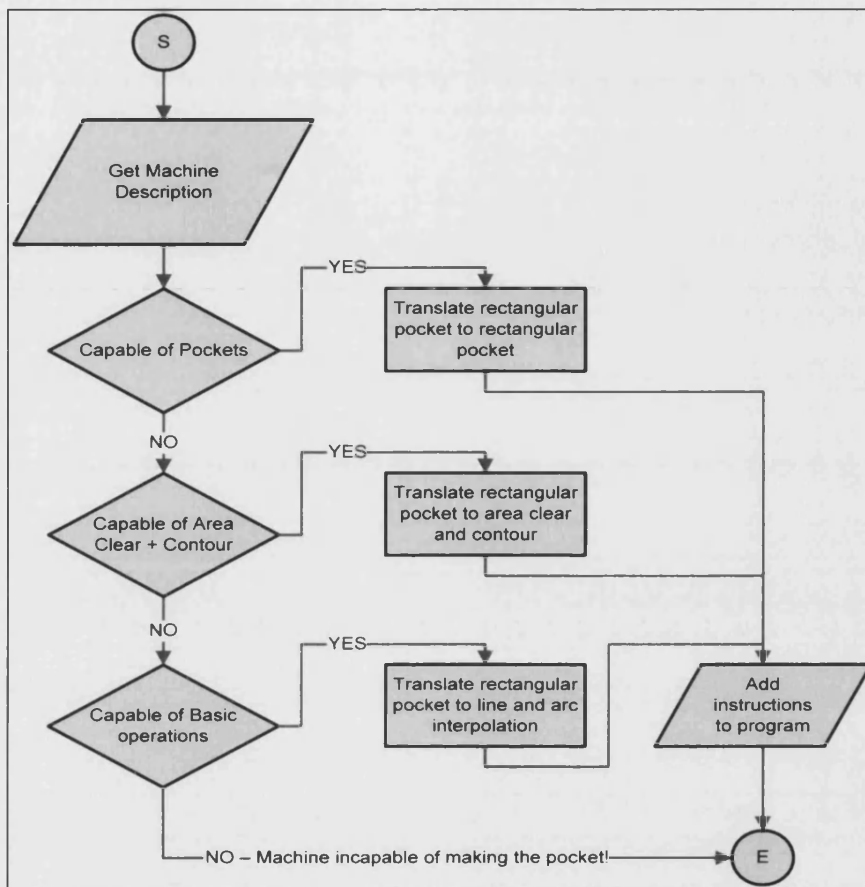 S
Get Machine
Description
YES
Capable of Pockets
Translate rectangular
pocket to rectangular
pocket
NO
YES
Capable of Area
Clear + Contour
Translate rectangular
pocket to area clear
and contour
NO
YES
Capable of Basic
operations
Translate rectangular
pocket to line and arc
interpolation
Add
instructions
to program
NO – Machine incapable of making the pocket!
E